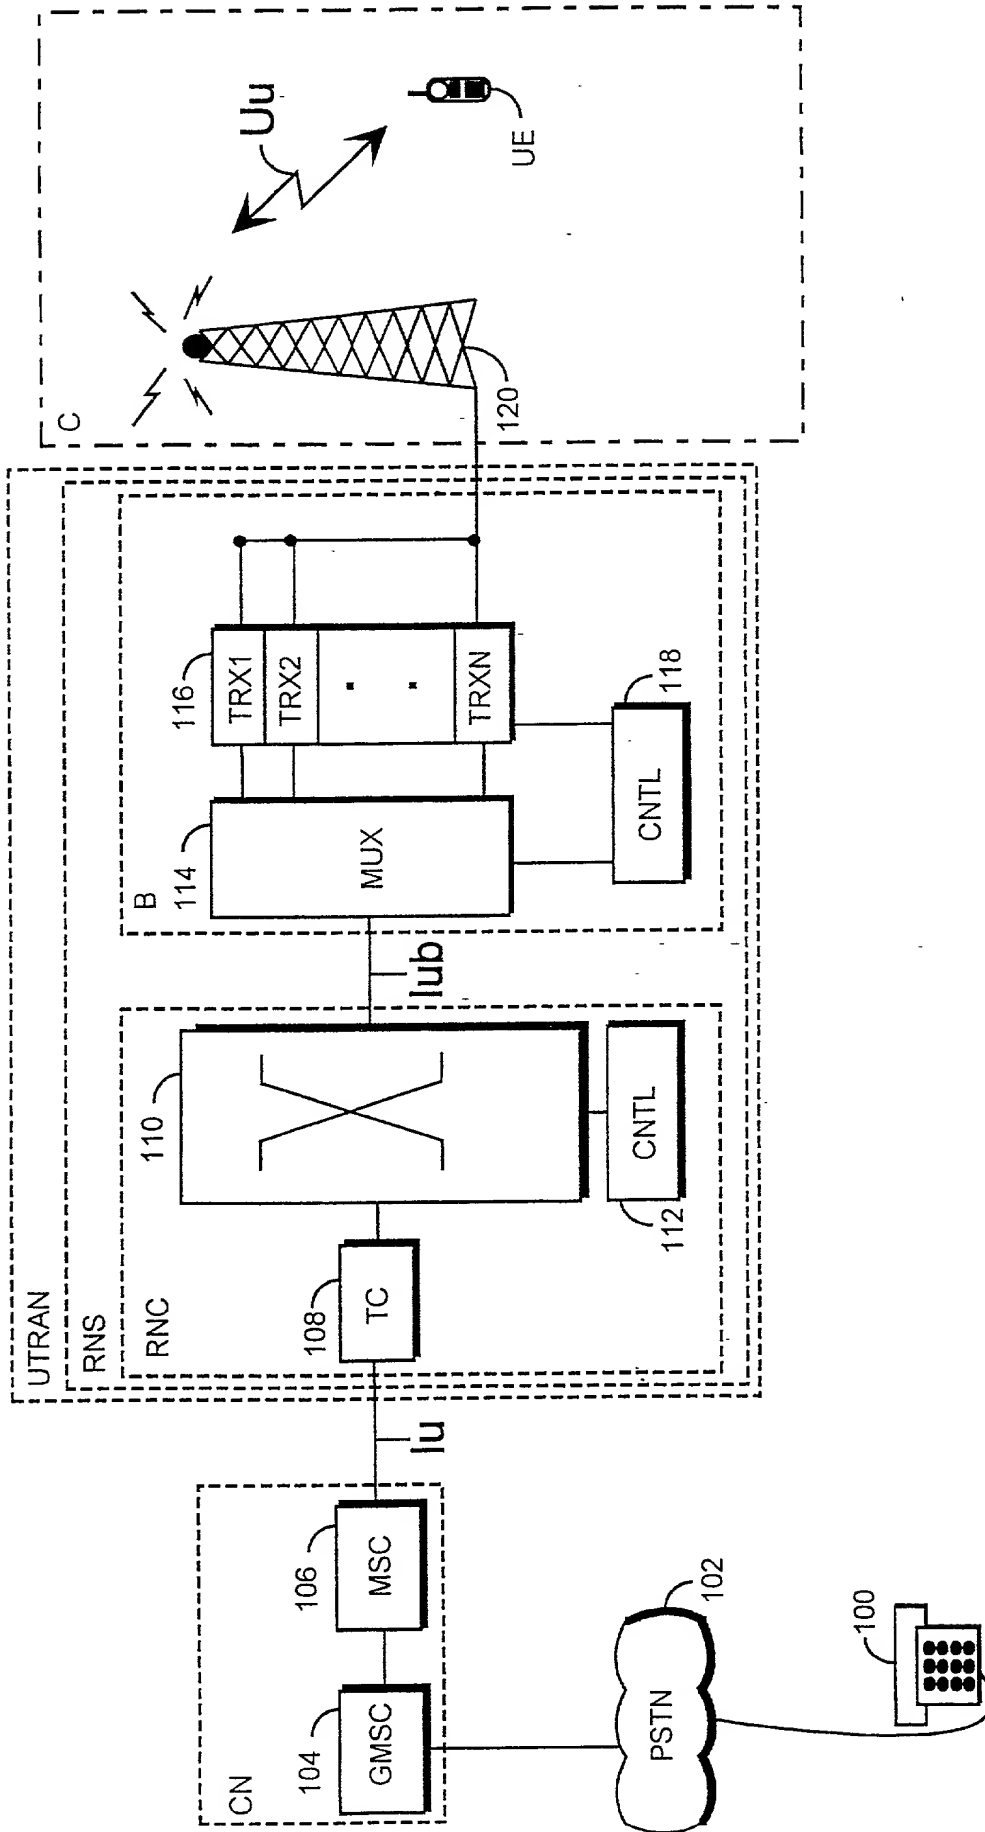 UTRAN
RNS
RNC
B
C
CN
104
GMSC
106
MSC
Iu
108
TC
110
112
CNTL
Iub
114
MUX
116
TRX1
TRX2
TRXN
118
CNTL
120
Uu
UE
102
PSTN
100